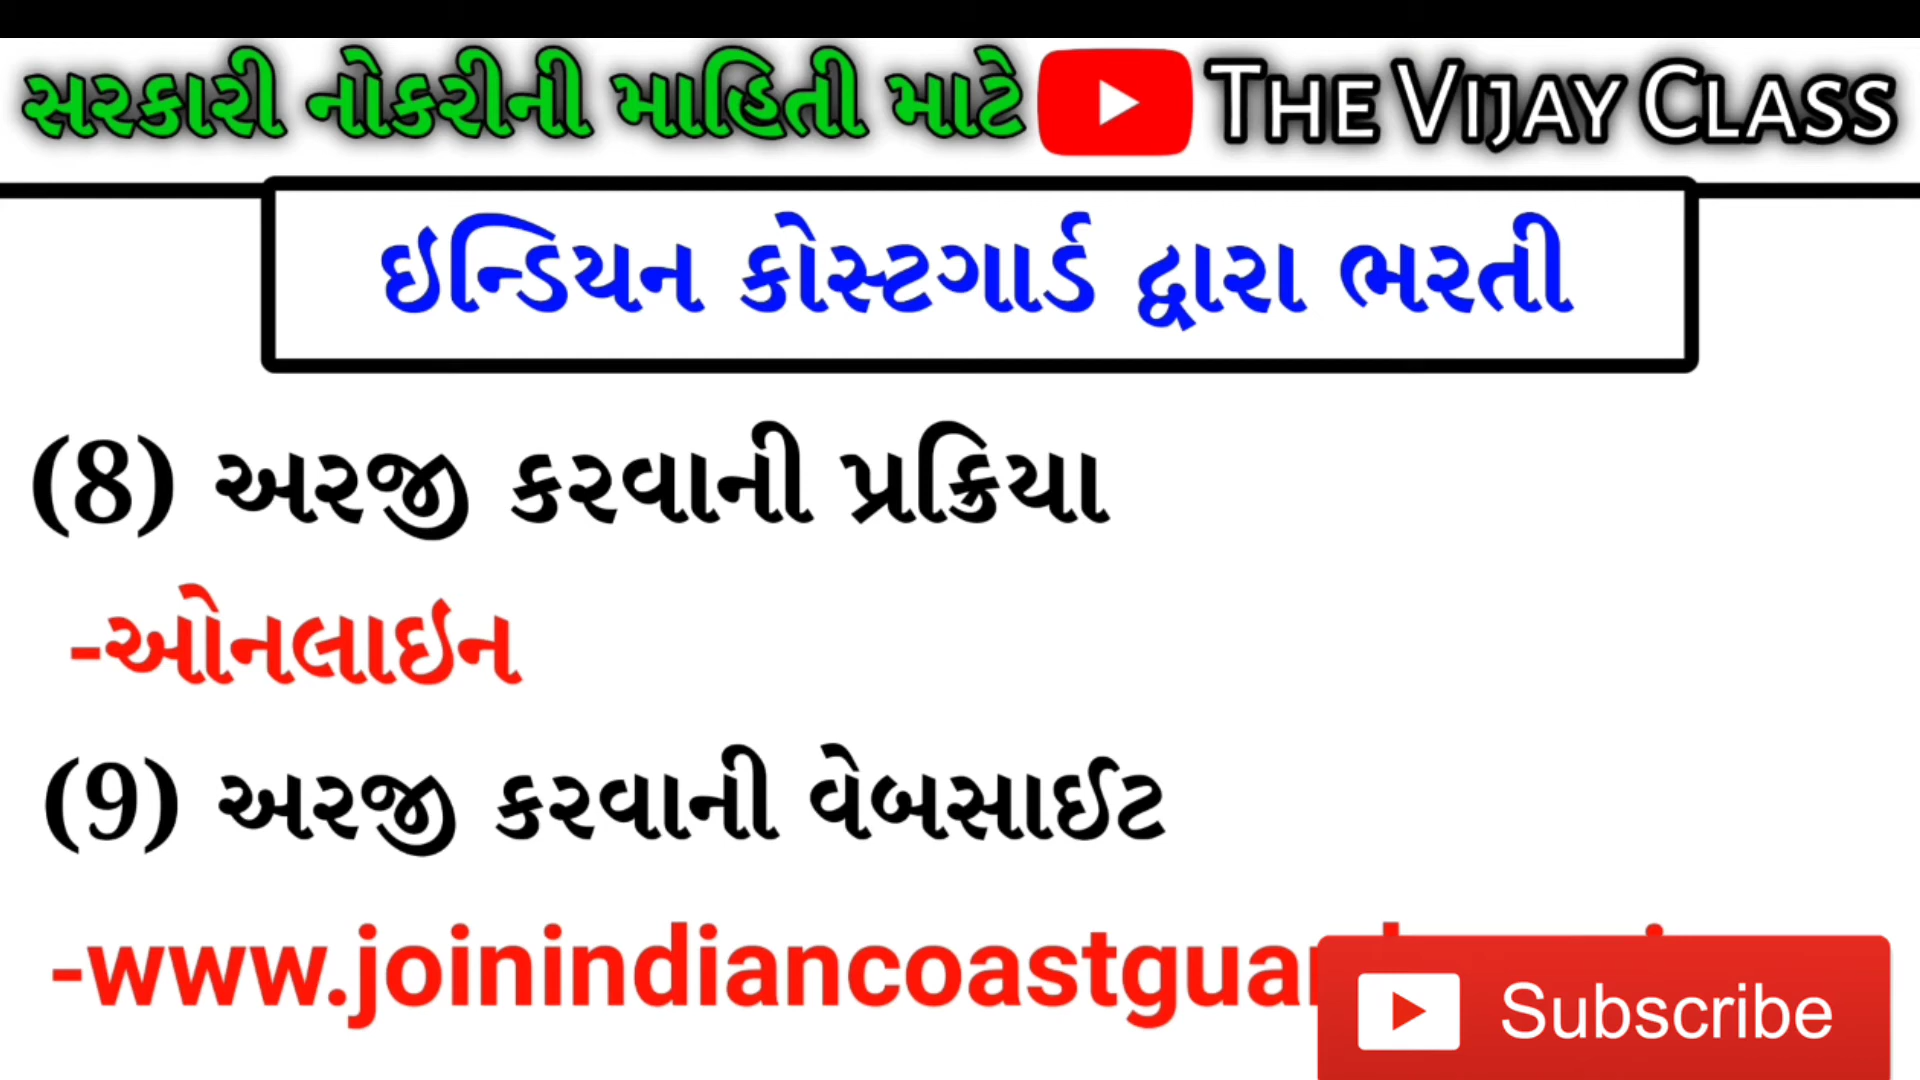 સરકારી નોકરીની માહિતી માટે THE VIJAY CLASS
ઇન્ડિયન કોસ્ટગાર્ડ દ્વારા ભરતી
(8) અરજી કરવાની પ્રક્રિયા
-ઓનલાઇન
(9) અરજી કરવાની વેબસાઈટ
-www.joinindiancoastguar
Subscribe